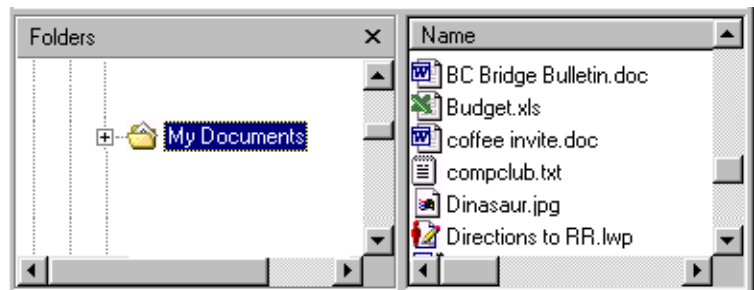 Folders
My Documents
Name
BC Bridge Bulletin.doc
Budget.xls
coffee invite.doc
compclub.txt
Dinasaur.jpg
Directions to RR.lwp